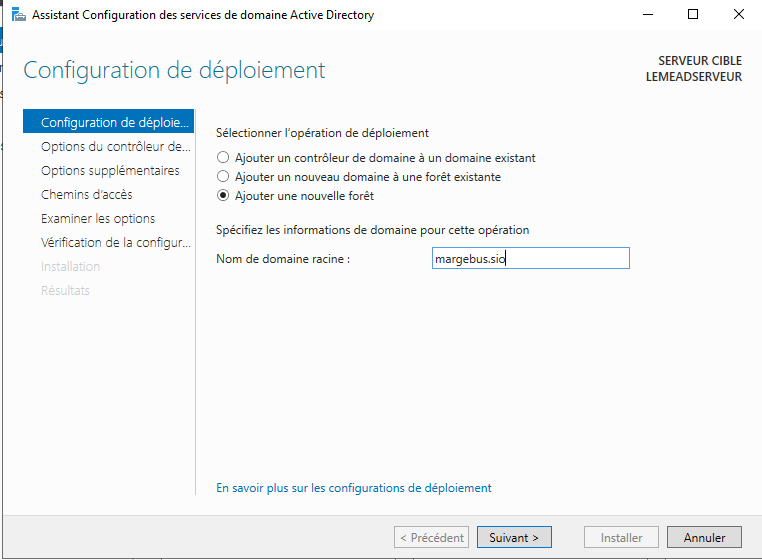 Assistant Configuration des services de domaine Active Directory
Configuration de déploiement
SERVEUR CIBLE
LEMEADSERVEUR
Configuration de déploie...
Options du contrôleur de...
Options supplémentaires
Chemins d'accès
Examiner les options
Vérification de la configur...
Installation
Résultats
Sélectionner l'opération de déploiement
Ajouter un contrôleur de domaine à un domaine existant
Ajouter un nouveau domaine à une forêt existante
Ajouter une nouvelle forêt
Spécifiez les informations de domaine pour cette opération
Nom de domaine racine : margebus.sio
En savoir plus sur les configurations de déploiement
< Précédent Suivant > Installer Annuler